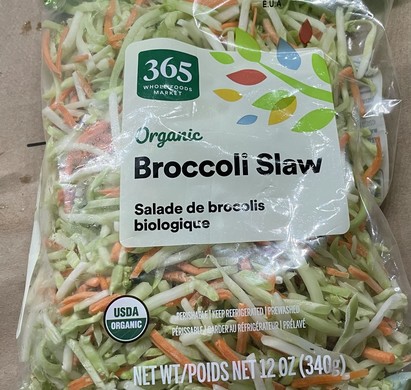 E.U.A
365
WHOLE FOODS
MARKET
Organic
Broccoli Slaw
Salade de brocolis
biologique
USDA
ORGANIC
PERISHABLE | KEEP REFRIGERATED | PREWASHED
PÉRISSABLE | GARDER AU RÉFRIGÉRATEUR | PRÉLAVÉ
NET WT/POIDS NET 12 OZ (340g)